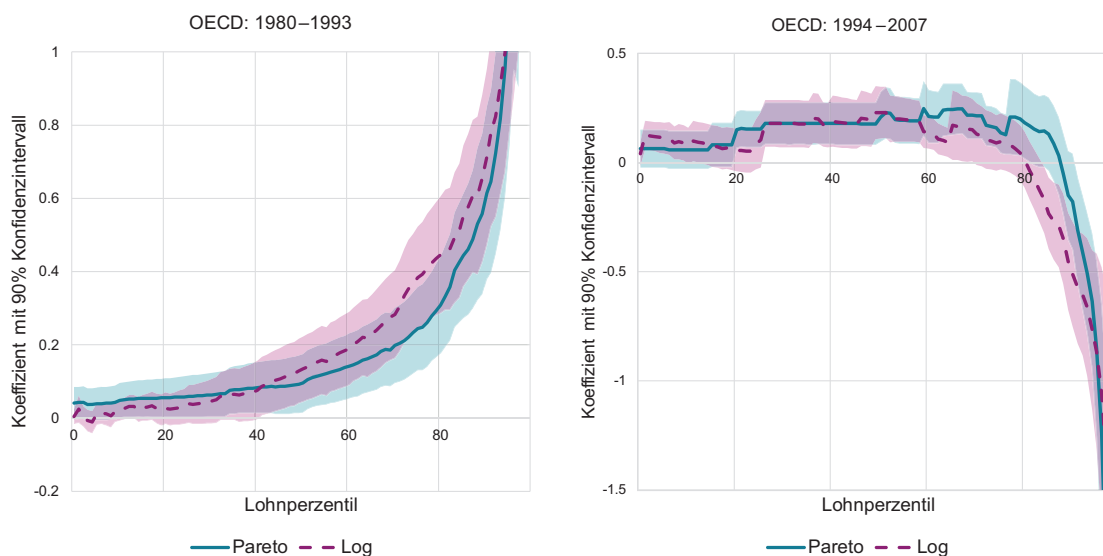 OECD: 1980–1993
Koeffizient mit 90% Konfidenzintervall
1
0.8
0.6
0.4
0.2
0
-0.2
0
20
40
60
80
Lohnperzentil
Pareto
Log
OECD: 1994–2007
Koeffizient mit 90% Konfidenzintervall
0.5
0
-0.5
-1
-1.5
0
20
40
60
80
Lohnperzentil
Pareto
Log